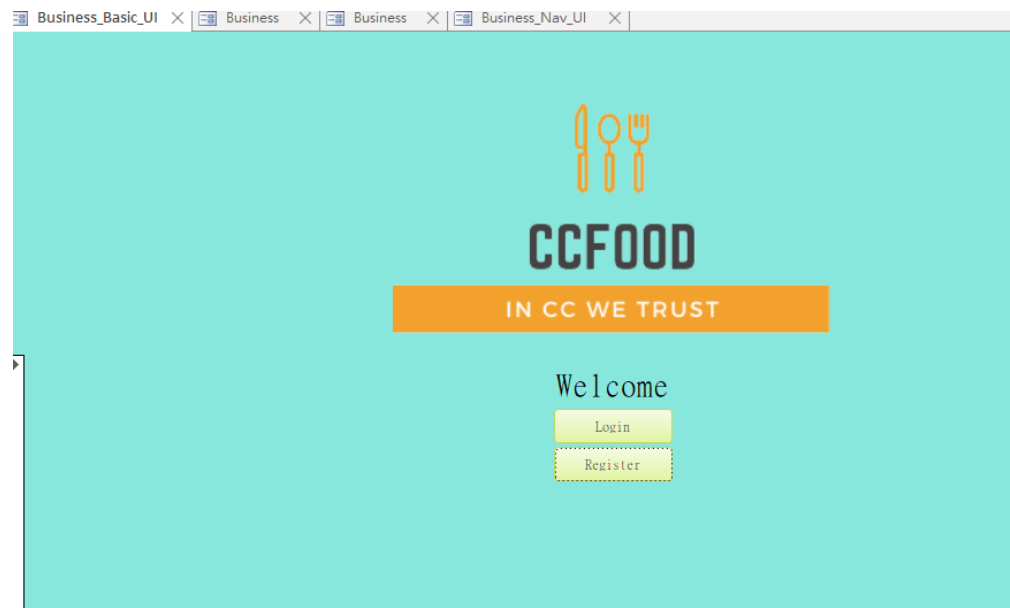 Business_Basic_UI Business Business Business_Nav_UI
CCFOOD
IN CC WE TRUST
Welcome
Login
Register